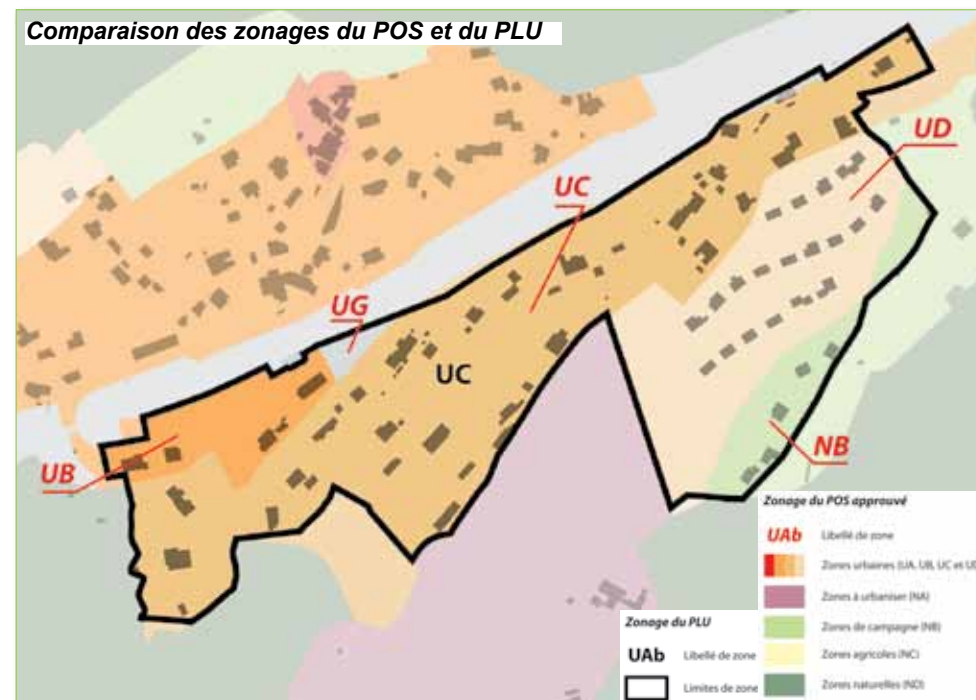 Comparaison des zonages du POS et du PLU
UD
UC
UG
UC
UB
NB
Zonage du POS approuvé
UAb Libellé de zone
Zones urbaines (UA, UB, UC et UD
Zones à urbaniser (NA)
Zones de campagne (NB)
Zones agricoles (NC)
Zones naturelles (ND)
Zonage du PLU
UAb Libellé de zone
Limites de zone